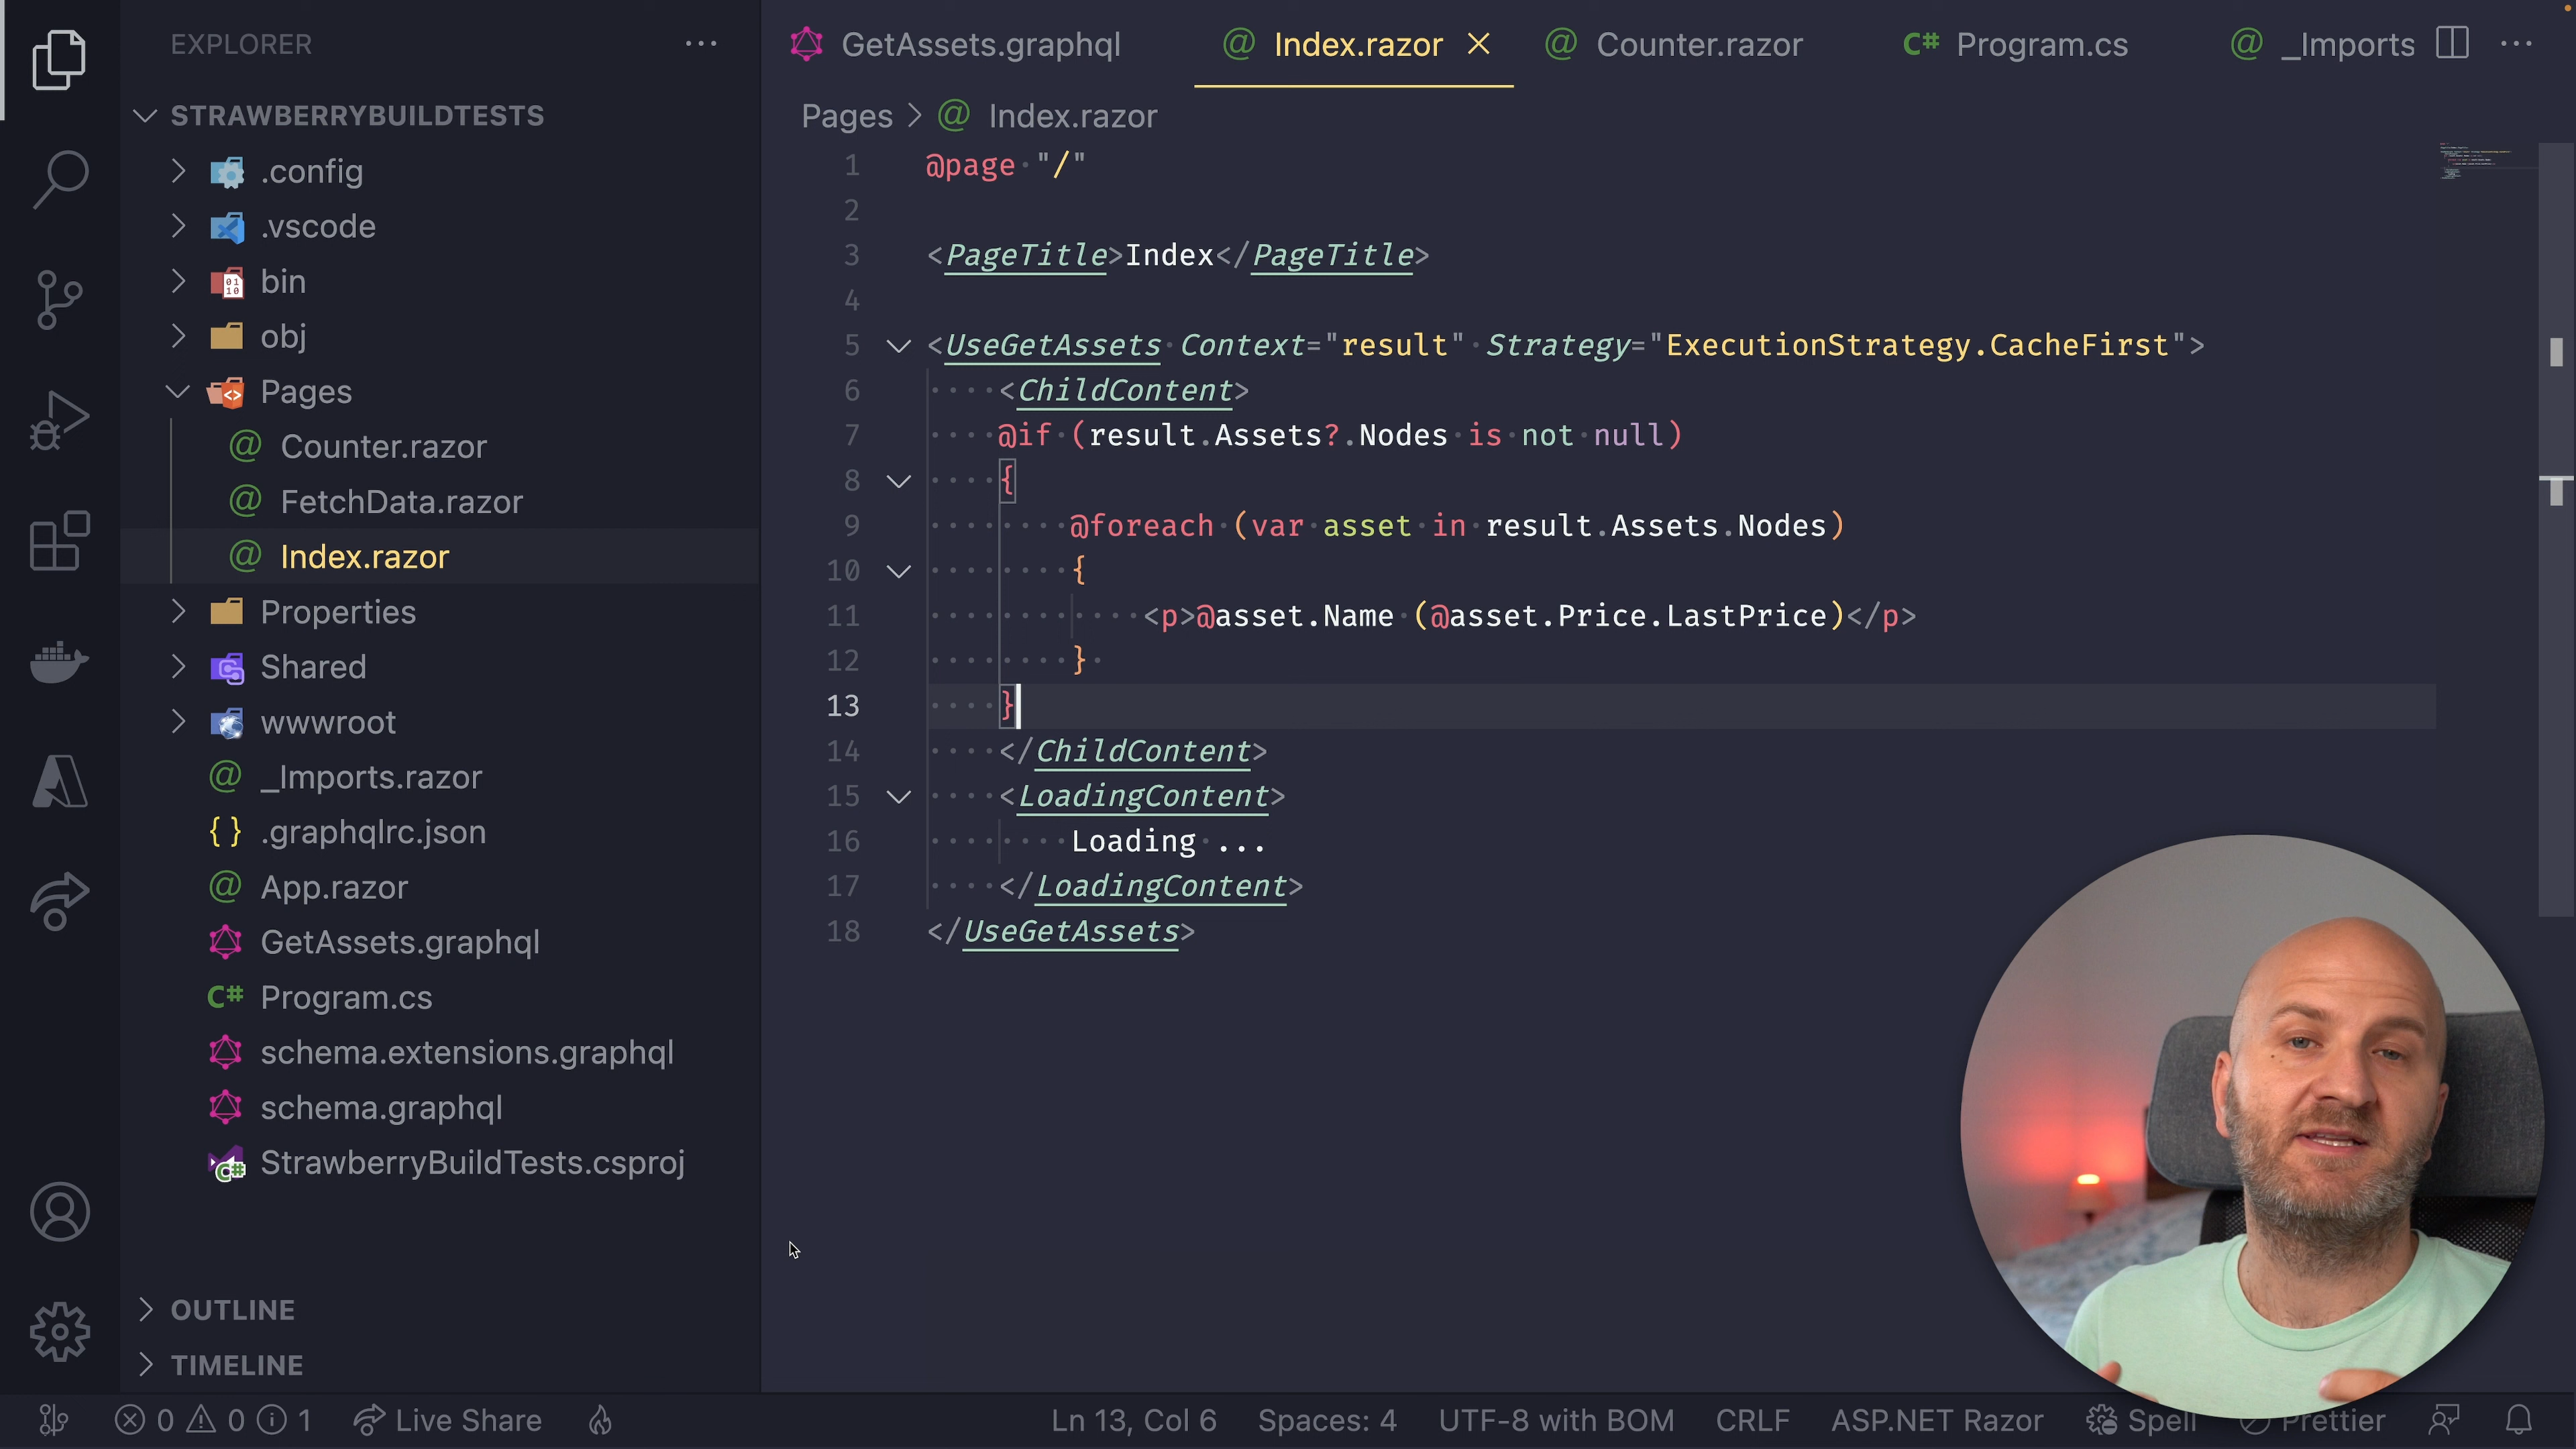 EXPLORER
STRAWBERRYBUILDTESTS
.config
.vscode
bin
obj
Pages
Counter.razor
FetchData.razor
Index.razor
Properties
Shared
wwwroot
_Imports.razor
.graphqlrc.json
App.razor
GetAssets.graphql
Program.cs
schema.extensions.graphql
schema.graphql
StrawberryBuildTests.csproj
OUTLINE
TIMELINE
GetAssets.graphql
Index.razor
Counter.razor
Program.cs
_Imports
Pages > Index.razor
1 @page "/"
2
3 <PageTitle>Index</PageTitle>
4
5 <UseGetAssets Context="result" Strategy="ExecutionStrategy.CacheFirst">
6 <ChildContent>
7 @if (result.Assets?.Nodes is not null)
8 {
9 @foreach (var asset in result.Assets.Nodes)
10 {
11 <p>@asset.Name (@asset.Price.LastPrice)</p>
12 }
13 }
14 </ChildContent>
15 <LoadingContent>
16 Loading ...
17 </LoadingContent>
18 </UseGetAssets>
0 0 1 Live Share Ln 13, Col 6 Spaces: 4 UTF-8 with BOM CRLF ASP.NET Razor Spell Prettier